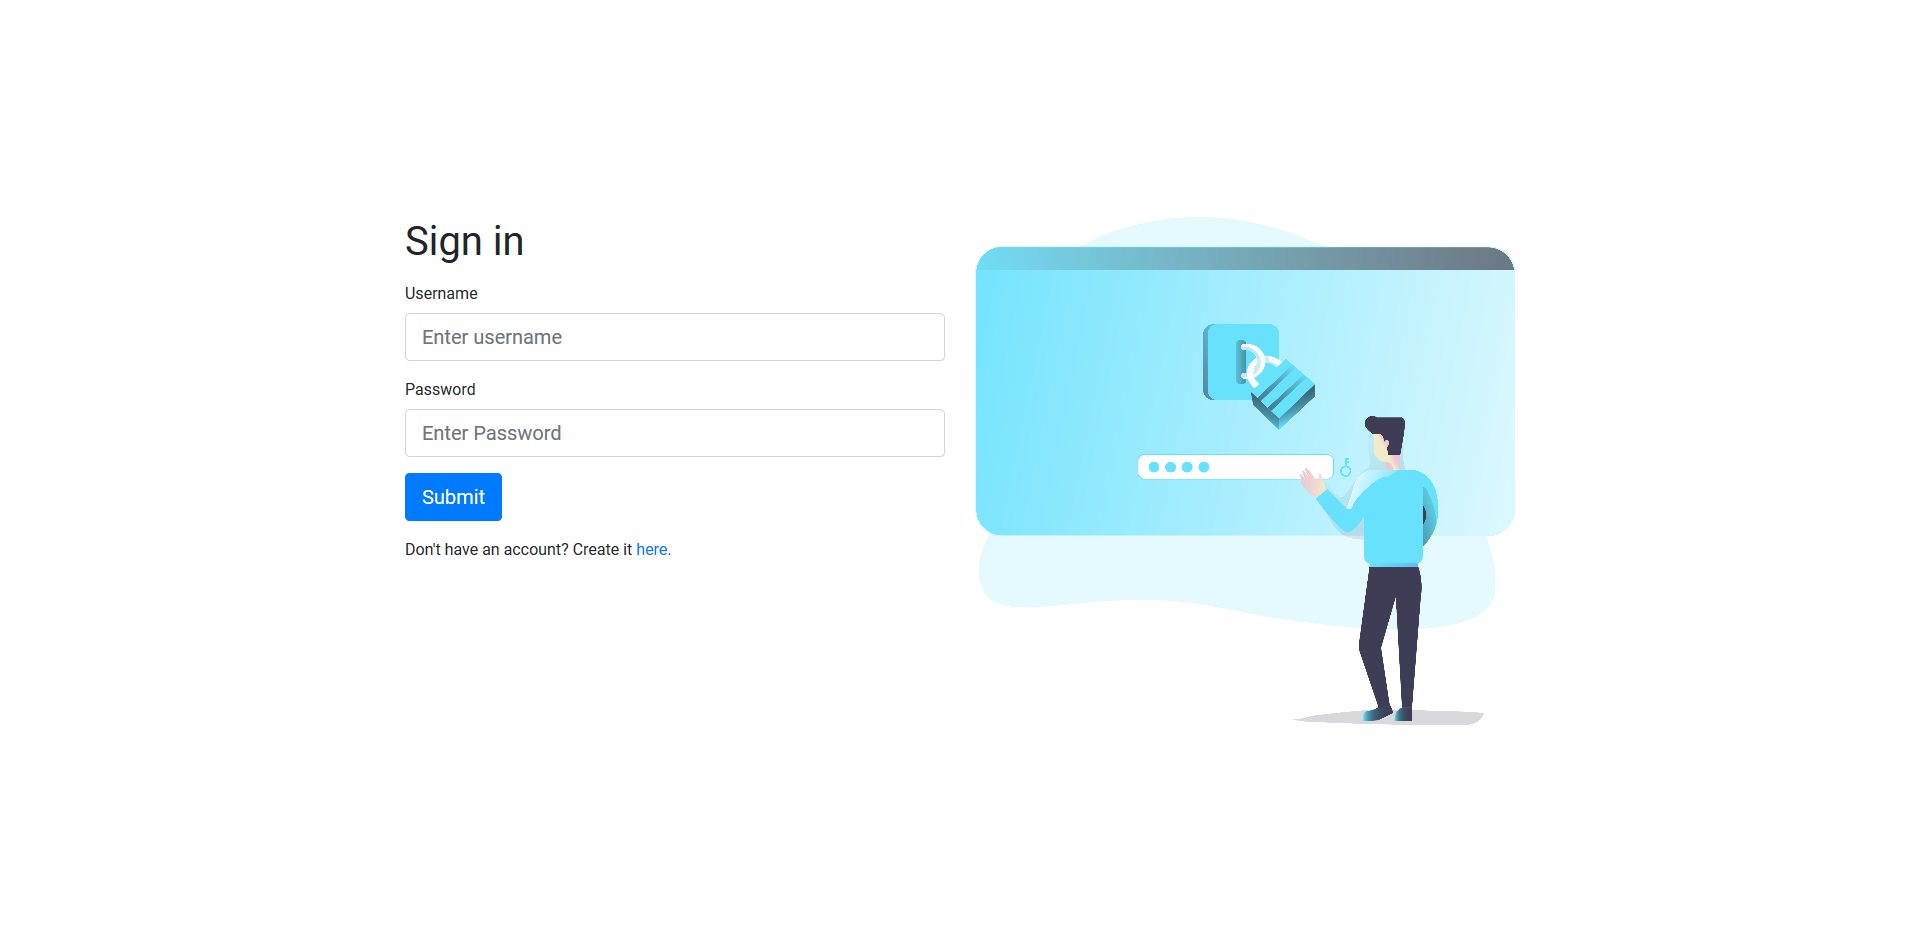 Sign in
Username
Enter username
Password
Enter Password
Submit
Don't have an account? Create it here.